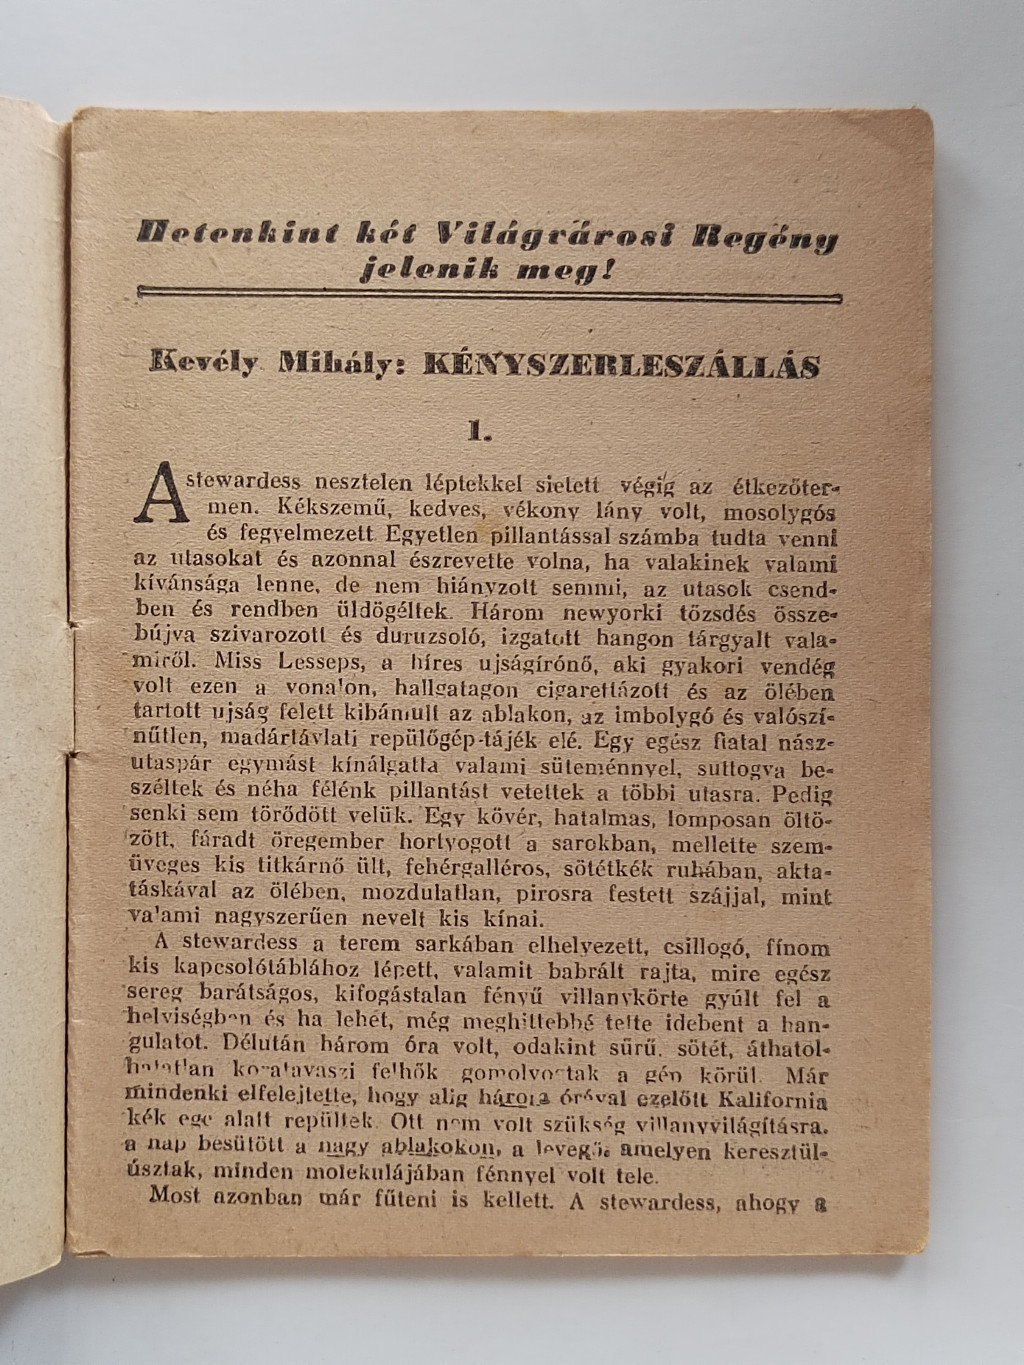 Hetenkint két Világvárosi Regény
jelenik meg!
Kevély Mihály: KÉNYSZERLESZÁLLÁS
1.
A stewardess nesztelen léptekkel sietett végig az étkezőter-
men. Kékszemű, kedves, vékony lány volt, mosolygós
és fegyelmezett Egyetlen pillantással számba tudta venni
az utasokat és azonnal észrevette volna, ha valakinek valami
kívánsága lenne, de nem hiányzott semmi, az utasok csend-
ben és rendben üldögéltek. Három newyorki tőzsdés össze-
bújva szivarozott és duruzsoló, izgatott hangon tárgyalt vala-
miről. Miss Lesseps, a híres ujságírónő, aki gyakori vendég
volt ezen a vonalon, hallgatagon cigarettázott és az ölében
tartott ujság felett kibámult az ablakon, az imbolygó és valószí-
nűtlen, madártávlati repülőgép-tájék elé. Egy egész fiatal nász-
utaspár egymást kínálgatta valami süteménnyel, suttogva be-
széltek és néha félénk pillantást vetettek a többi utasra. Pedig
senki sem törődött velük. Egy kövér, hatalmas, lomposan öltö-
zött, fáradt öregember hortyogott a sarokban, mellette szem-
üveges kis titkárnő ült, fehérgalléros, sötétkék ruhában, akta-
táskával az ölében, mozdulatlan, pirosra festett szájjal, mint
valami nagyszerűen nevelt kis kínai.
A stewardess a terem sarkában elhelyezett, csillogó, fínom
kis kapcsolótáblához lépett, valamit babrált rajta, mire egész
sereg barátságos, kifogástalan fényű villanykörte gyúlt fel a
helyiségben és ha lehet, még meghittebbé tette idebent a han-
gulatot. Délután három óra volt, odakint sűrű, sötét, áthatol-
hatatlan koratavaszi felhők gomolyogtak a gép körül. Már
mindenki elfelejtette, hogy alig három órával ezelőtt Kalifornia
kék ege alatt repültek. Ott nem volt szükség villanyvilágításra,
a nap besütött a nagy ablakokon, a levegő, amelyen keresztül-
úsztak, minden molekulájában fénnyel volt tele.
Most azonban már fűteni is kellett. A stewardess, ahogy a